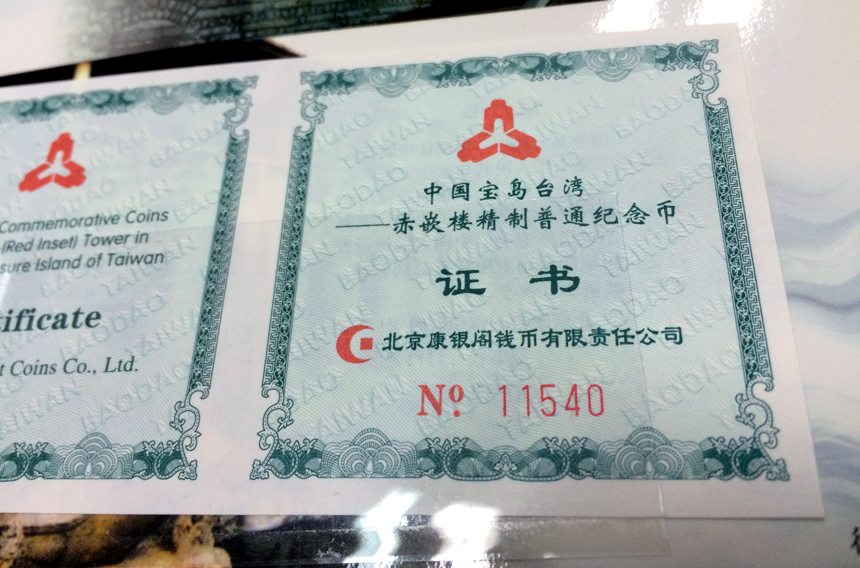 Commemorative Coins
(Red Inset) Tower in
sure Island of Taiwan
tificate
t Coins Co., Ltd.
中国宝岛台湾
——赤嵌楼精制普通纪念币
证书
北京康银阁钱币有限责任公司
Nº 11540